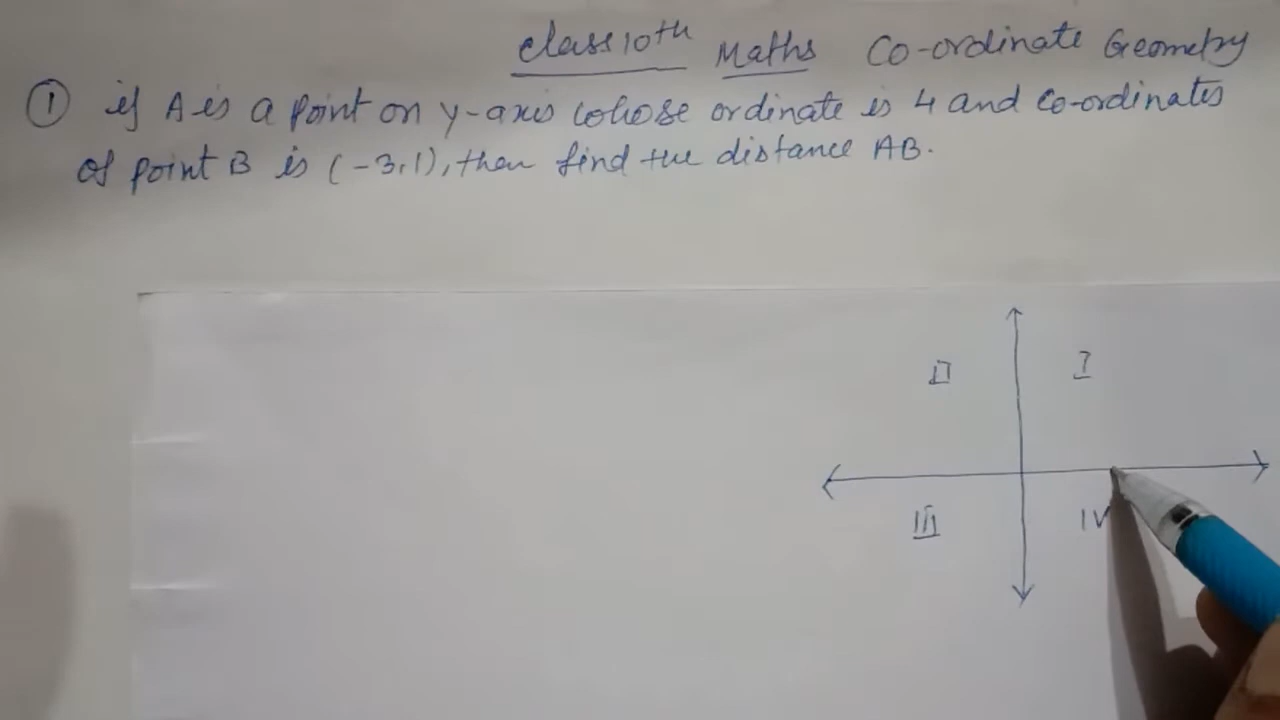 class 10th Maths Co-ordinate Geometry
① if A is a point on y-axis whose ordinate is 4 and co-ordinates
of point B is (-3,1), then find the distance AB.
II I
III IV